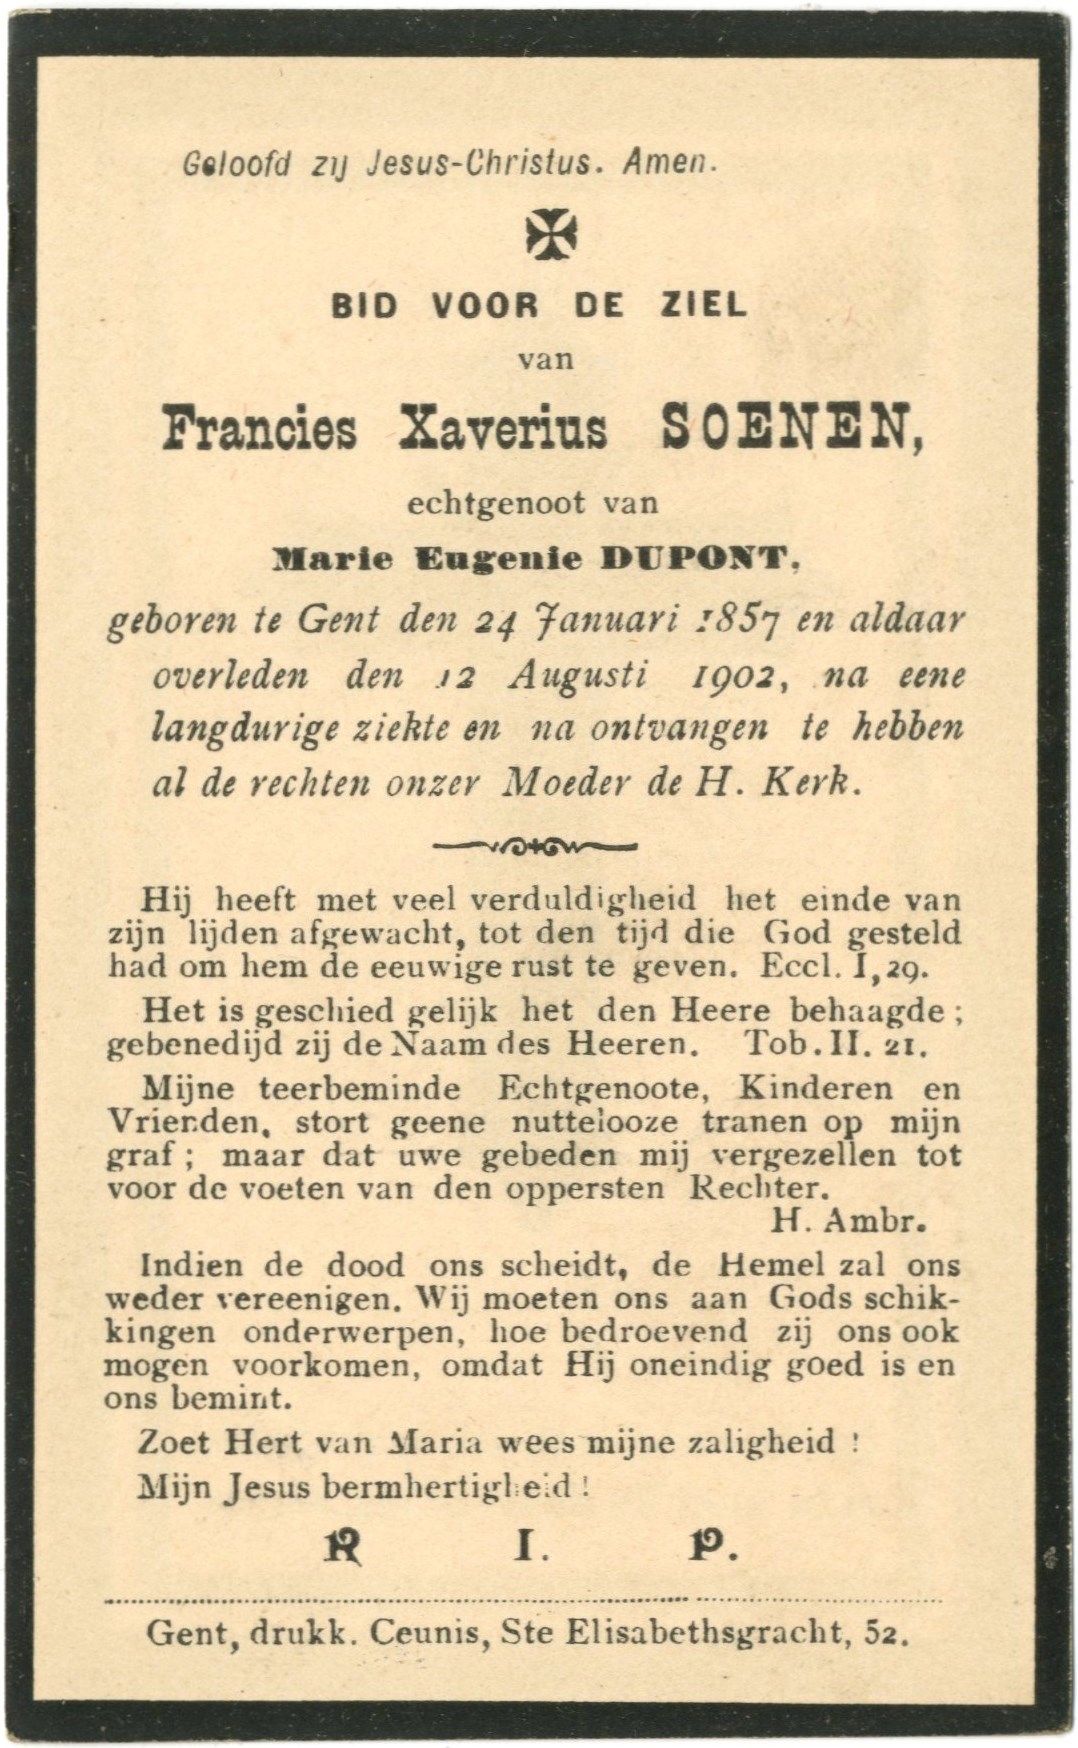 Geloofd zij Jesus-Christus. Amen.
BID VOOR DE ZIEL
van
Francies Xaverius SOENEN,
echtgenoot van
Marie Eugenie DUPONT,
geboren te Gent den 24 Januari 1857 en aldaar
overleden den 12 Augusti 1902, na eene
langdurige ziekte en na ontvangen te hebben
al de rechten onzer Moeder de H. Kerk.
Hij heeft met veel verduldigheid het einde van
zijn lijden afgewacht, tot den tijd die God gesteld
had om hem de eeuwige rust te geven. Eccl. I, 29.
Het is geschied gelijk het den Heere behaagde ;
gebenedijd zij de Naam des Heeren. Tob. II. 21.
Mijne teerbeminde Echtgenoote, Kinderen en
Vrienden, stort geene nuttelooze tranen op mijn
graf ; maar dat uwe gebeden mij vergezellen tot
voor de voeten van den oppersten Rechter.
H. Ambr.
Indien de dood ons scheidt, de Hemel zal ons
weder vereenigen. Wij moeten ons aan Gods schik-
kingen onderwerpen, hoe bedroevend zij ons ook
mogen voorkomen, omdat Hij oneindig goed is en
ons bemint.
Zoet Hert van Maria wees mijne zaligheid !
Mijn Jesus bermhertigheid !
R I. P.
Gent, drukk. Ceunis, Ste Elisabethsgracht, 52.